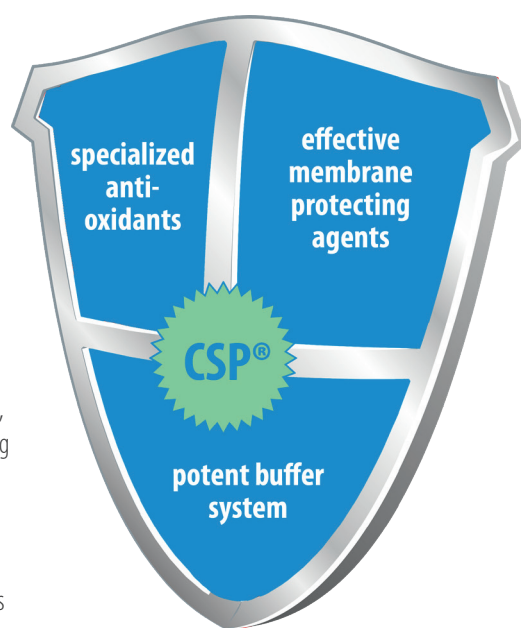 specialized
anti-
oxidants
effective
membrane
protecting
agents
CSP®
potent buffer
system